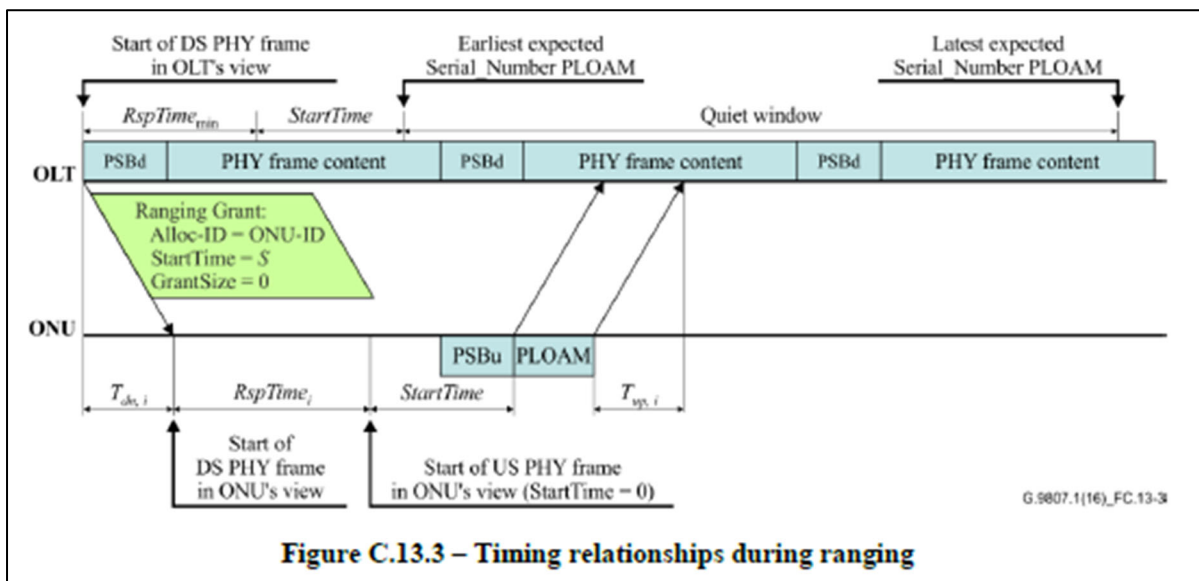 Start of DS PHY frame
in OLT's view
Earliest expected
Serial_Number PLOAM
Latest expected
Serial_Number PLOAM
RspTime_min
StartTime
Quiet window
OLT
PSBd
PHY frame content
PSBd
PHY frame content
PSBd
PHY frame content
Ranging Grant:
Alloc-ID = ONU-ID
StartTime = S
GrantSize = 0
ONU
PSBu
PLOAM
T_dn, i
RspTime_i
StartTime
T_up, i
Start of
DS PHY frame
in ONU's view
Start of US PHY frame
in ONU's view (StartTime = 0)
G.9807.1(16)_FC.13-3
Figure C.13.3 – Timing relationships during ranging